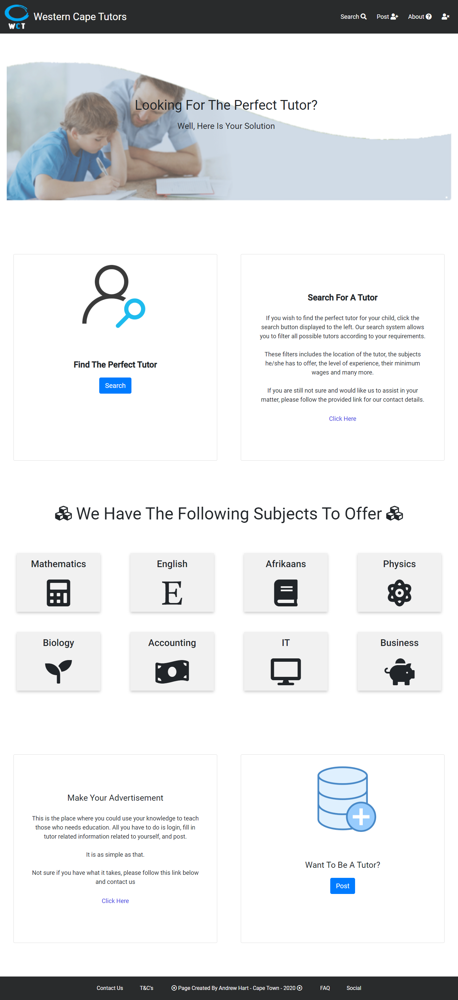 WCT
Western Cape Tutors
Search
Post
About
Looking For The Perfect Tutor?
Well, Here Is Your Solution
Find The Perfect Tutor
Search
Search For A Tutor
If you wish to find the perfect tutor for your child, click the
search button displayed to the left. Our search system allows
you to filter all possible tutors according to your requirements.
These filters includes the location of the tutor, the subjects
he/she has to offer, the level of experience, their minimum
wages and many more.
If you are still not sure and would like us to assist in your
matter, please follow the provided link for our contact details.
Click Here
We Have The Following Subjects To Offer
Mathematics
English
E
Afrikaans
Physics
Biology
Accounting
IT
Business
Make Your Advertisement
This is the place where you could use your knowledge to teach
those who needs education. All you have to do is login, fill in
tutor related information related to yourself, and post.
It is as simple as that.
Not sure if you have what it takes, please follow this link below
and contact us
Click Here
Want To Be A Tutor?
Post
Contact Us
T&C's
Page Created By Andrew Hart - Cape Town - 2020
FAQ
Social